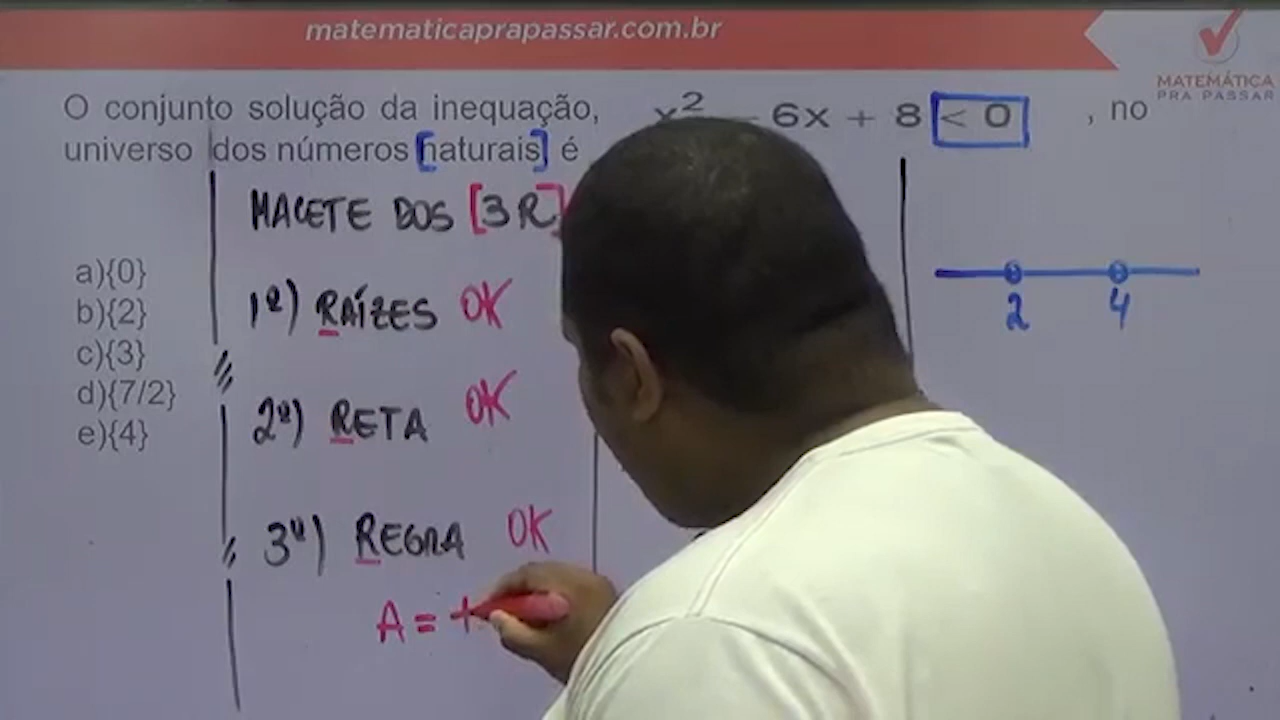 matematicaprapassar.com.br
MATEMÁTICA
PRA PASSAR
O conjunto solução da inequação, x² - 6x + 8 < 0 , no
universo dos números [naturais] é
MACETE DOS [3R]
a){0}
b){2}
c){3}
d){7/2}
e){4}
1º) RAÍZES OK
2º) RETA OK
3º) REGRA OK
A = +
2 4